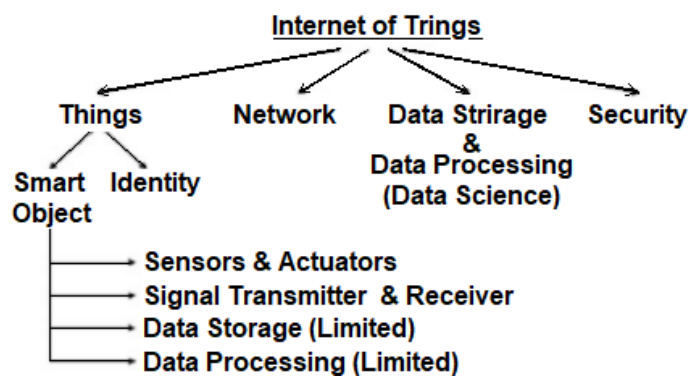 Internet of Trings
Things
Network
Data Strirage
&
Data Processing
(Data Science)
Security
Smart
Object
Identity
Sensors & Actuators
Signal Transmitter & Receiver
Data Storage (Limited)
Data Processing (Limited)